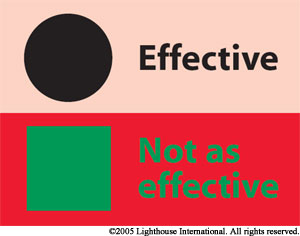 Effective
Not as
effective
©2005 Lighthouse International. All rights reserved.